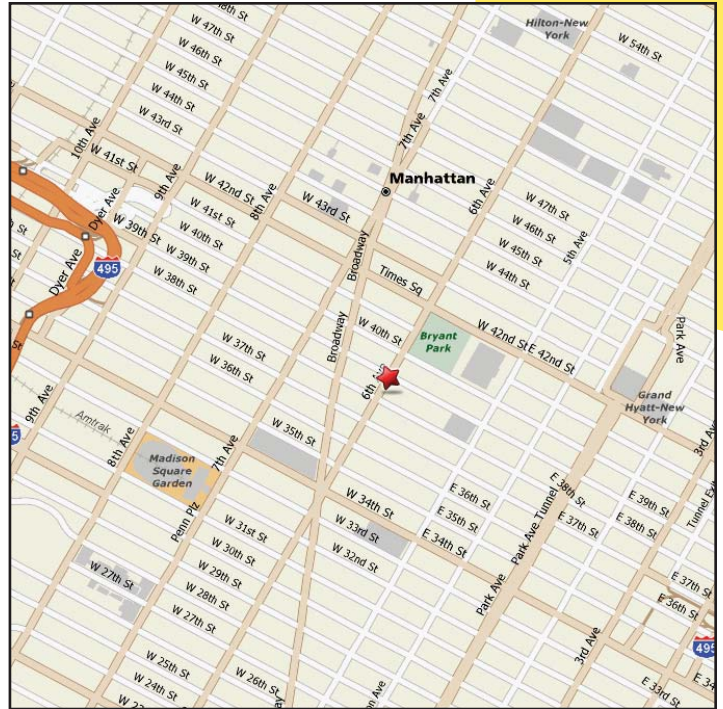 48th St
W 47th St
W 46th St
W 45th St
W 44th St
W 43rd St
Hilton-New
York
W 54th St
7th Ave
7th Ave
10th Ave
W 41st St
9th Ave
W 42nd St
8th Ave
W 43rd St
Manhattan
6th Ave
W 47th St
W 46th St
W 45th St
W 44th St
5th Ave
Dyer Ave
W 39th St
W 41st St
W 40th St
W 39th St
W 38th St
495
Dyer Ave
Broadway
Times Sq
Broadway
W 40th St
Bryant
Park
W 42nd St
E 42nd St
Park Ave
W 37th St
W 36th St
6th Ave
Grand
Hyatt-New
York
St
9th Ave
Amtrak
8th Ave
7th Ave
W 35th St
Madison
Square
Garden
Penn Plz
W 34th St
W 33rd St
W 32nd St
E 36th St
E 35th St
E 34th St
E 38th St
E 37th St
Park Ave Tunnel
E 39th St
E 38th St
3rd Ave
Tunnel Exit
5
W 31st St
W 30th St
W 29th St
W 28th St
W 27th St
W 27th St
Park Ave
3rd Ave
E 37th St
E 36th St
495
W 25th St
W 24th St
W 26th St
E 33rd St
E 34
on Ave